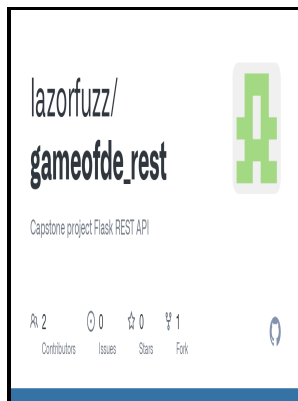 lazorfuzz/
gameofde_rest
Capstone project Flask REST API
2 0 0 1
Contributors Issues Stars Fork